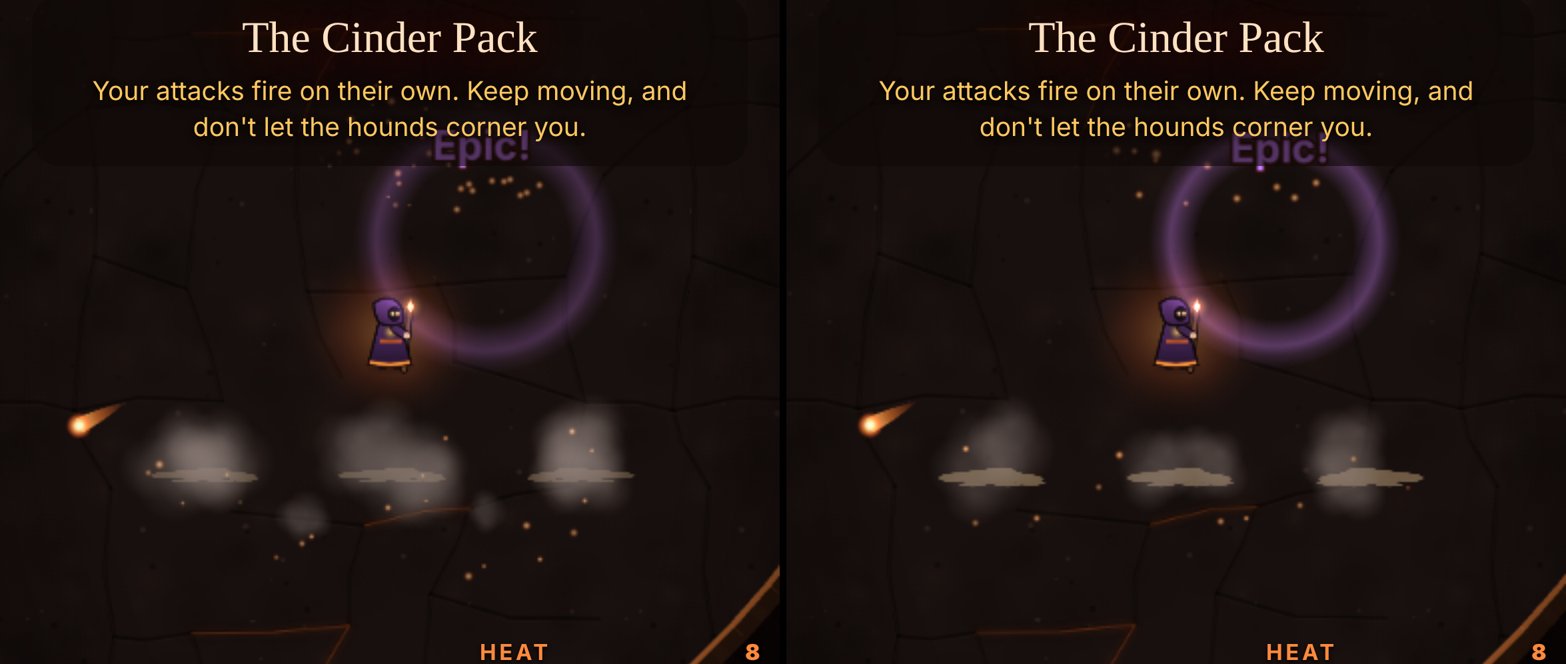 The Cinder Pack
Your attacks fire on their own. Keep moving, and
don't let the hounds corner you.
Epic!
HEAT 8
The Cinder Pack
Your attacks fire on their own. Keep moving, and
don't let the hounds corner you.
Epic!
HEAT 8